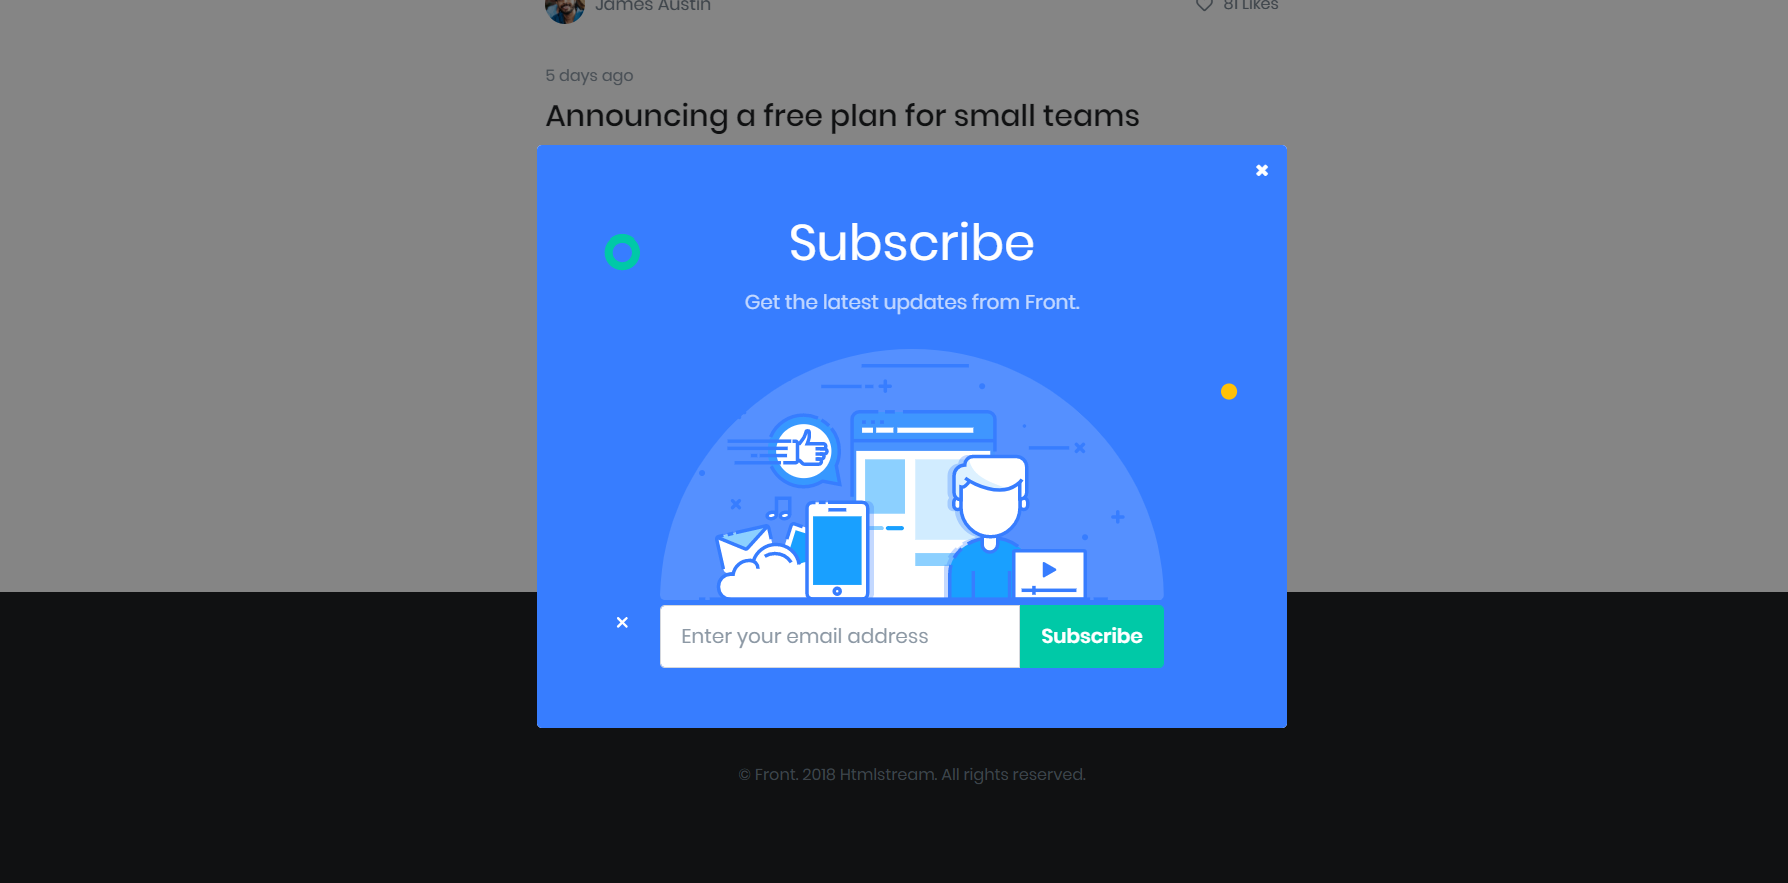 James Austin
81 Likes
5 days ago
Announcing a free plan for small teams
Subscribe
Get the latest updates from Front.
Enter your email address
Subscribe
© Front. 2018 Htmlstream. All rights reserved.